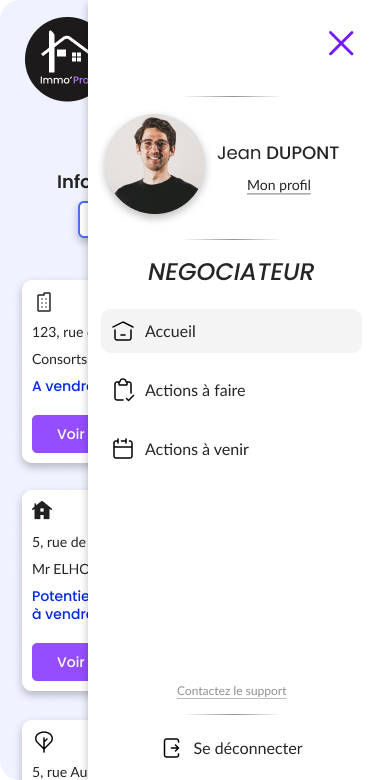 Immo'Pro
Jean DUPONT
Mon profil
Info
NEGOCIATEUR
Accueil
123, rue
Consorts
A vendre
Actions à faire
Voir
Actions à venir
5, rue de
Mr ELHO
Potentie
à vendre
Voir
Contactez le support
Se déconnecter
5, rue Au